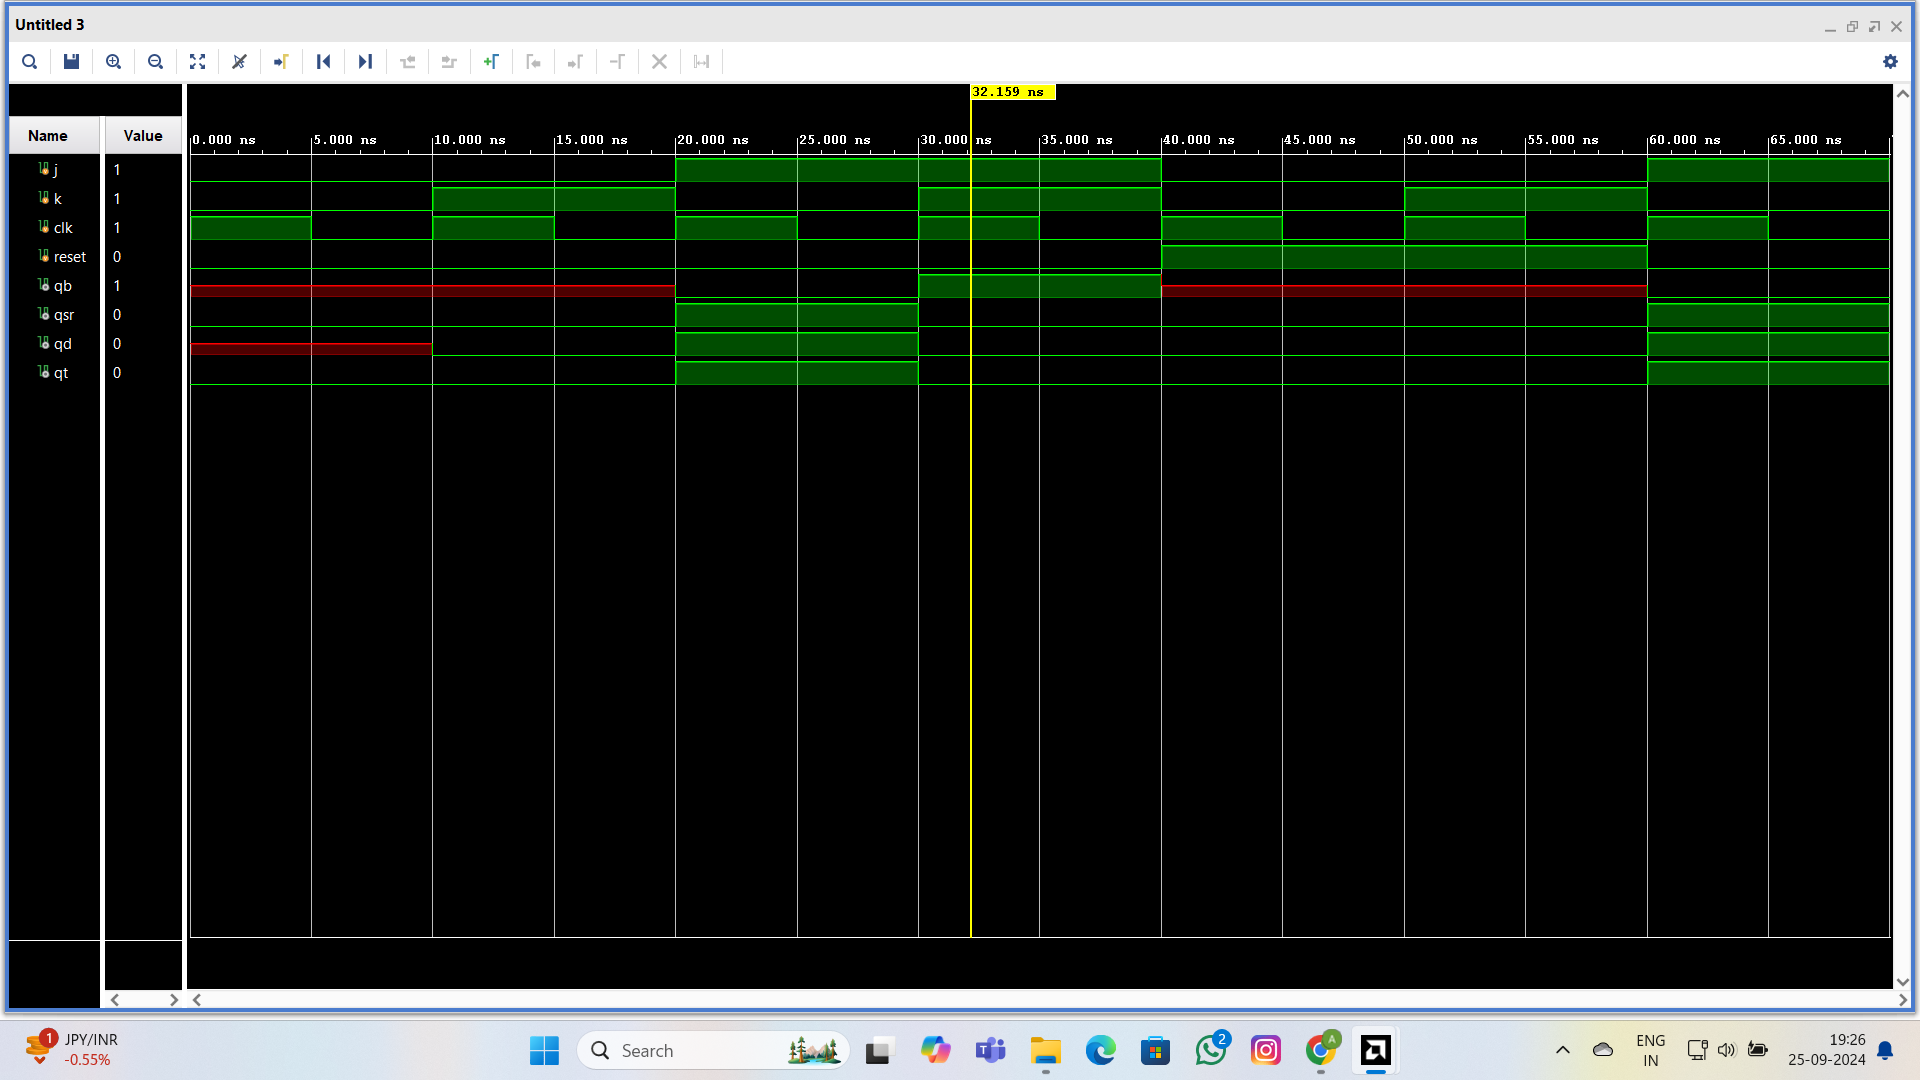 Untitled 3
32.159 ns
Name Value
0.000 ns 5.000 ns 10.000 ns 15.000 ns 20.000 ns 25.000 ns 30.000 ns 35.000 ns 40.000 ns 45.000 ns 50.000 ns 55.000 ns 60.000 ns 65.000 ns
j 1
k 1
clk 1
reset 0
qb 1
qsr 0
qd 0
qt 0
1 JPY/INR
-0.55%
Search
2
A
ENG
IN
19:26
25-09-2024